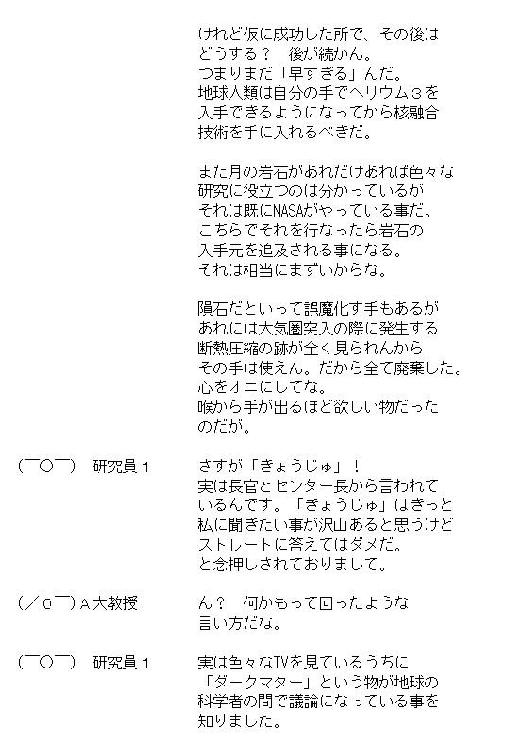 けれど仮に成功した所で、その後は
どうする？　後が続かん。
つまりまだ「早すぎる」んだ。
地球人類は自分の手でヘリウム３を
入手できるようになってから核融合
技術を手に入れるべきだ。
また月の岩石があれだけあれば色々な
研究に役立つのは分かっているが
それは既にNASAがやっている事だ、
こちらでそれを行なったら岩石の
入手元を追及される事になる。
それは相当にまずいからな。
隕石だといって誤魔化す手もあるが
あれには大気圏突入の際に発生する
断熱圧縮の跡が全く見られんから
その手は使えん。だから全て廃棄した。
心をオニにしてな。
喉から手が出るほど欲しい物だった
のだが。
(￣○￣)　研究員１　さすが「きょうじゅ」！
実は長官とセンター長から言われて
いるんです。「きょうじゅ」はきっと
私に聞きたい事が沢山あると思うけど
ストレートに答えてはダメだ。
と念押しされておりまして。
(／０￣)Ａ大教授　ん？　何かもって回ったような
言い方だな。
(￣○￣)　研究員１　実は色々なTVを見ているうちに
「ダークマター」という物が地球の
科学者の間で議論になっている事を
知りました。